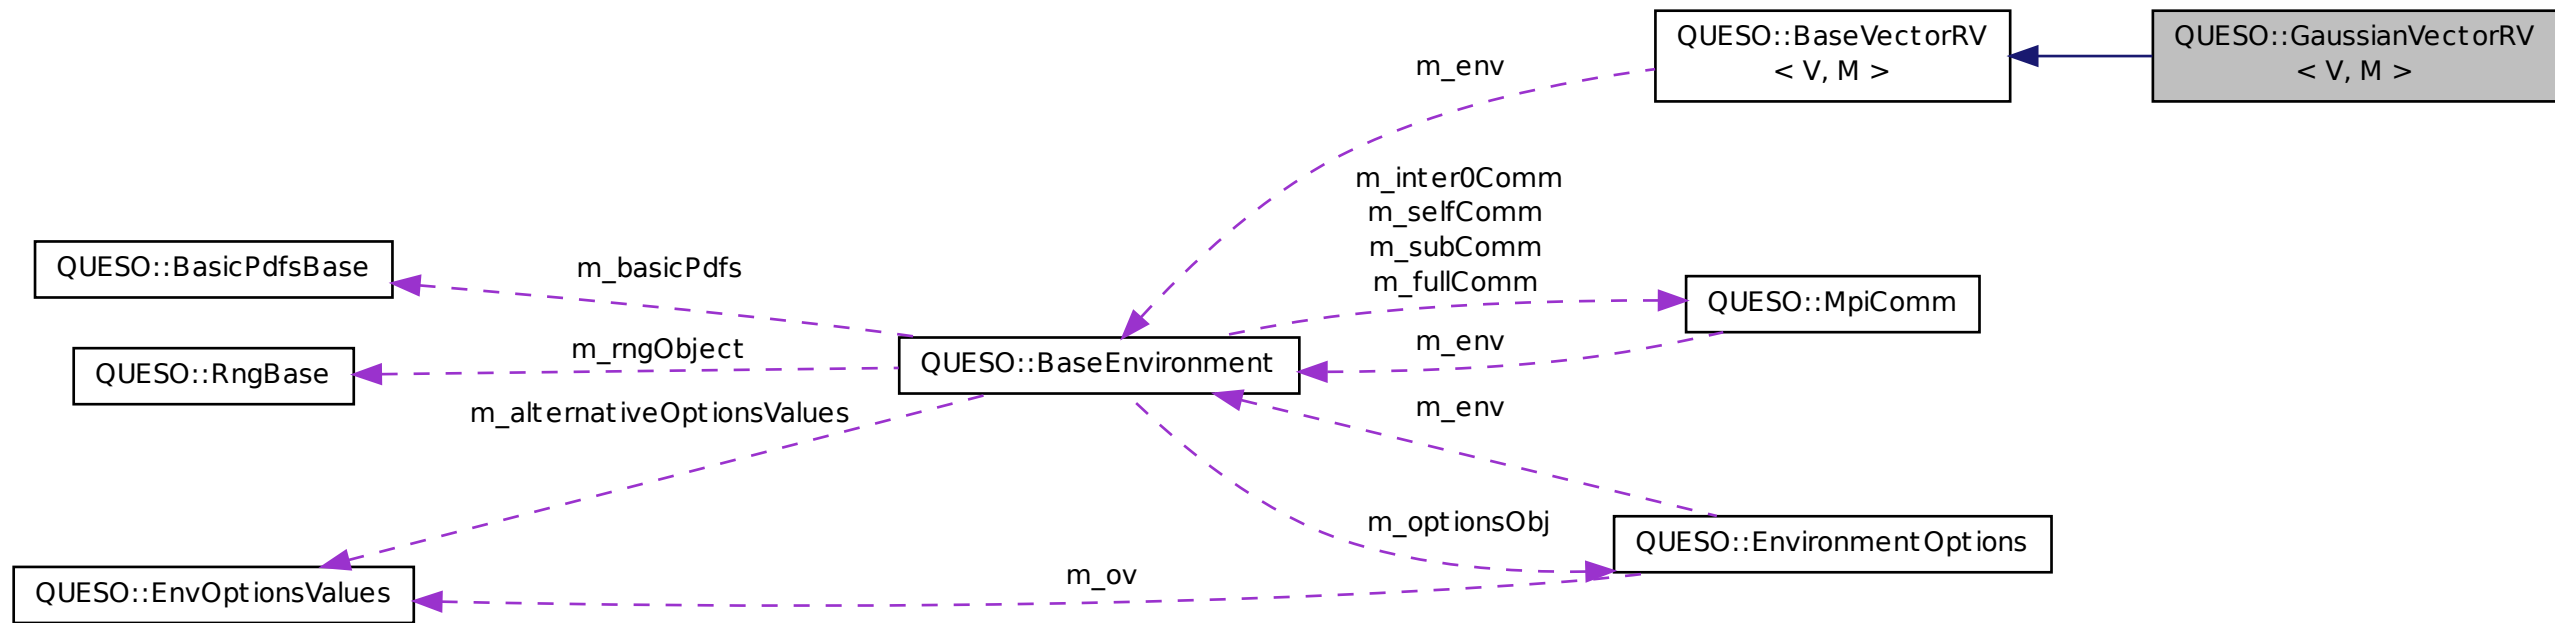 QUESO::BaseVectorRV
< V, M >
QUESO::GaussianVectorRV
< V, M >
m_env
m_inter0Comm
m_selfComm
m_subComm
m_fullComm
QUESO::BasicPdfsBase
m_basicPdfs
QUESO::MpiComm
m_env
QUESO::RngBase
m_rngObject
QUESO::BaseEnvironment
m_alternativeOptionsValues
m_env
m_optionsObj
QUESO::EnvironmentOptions
m_ov
QUESO::EnvOptionsValues